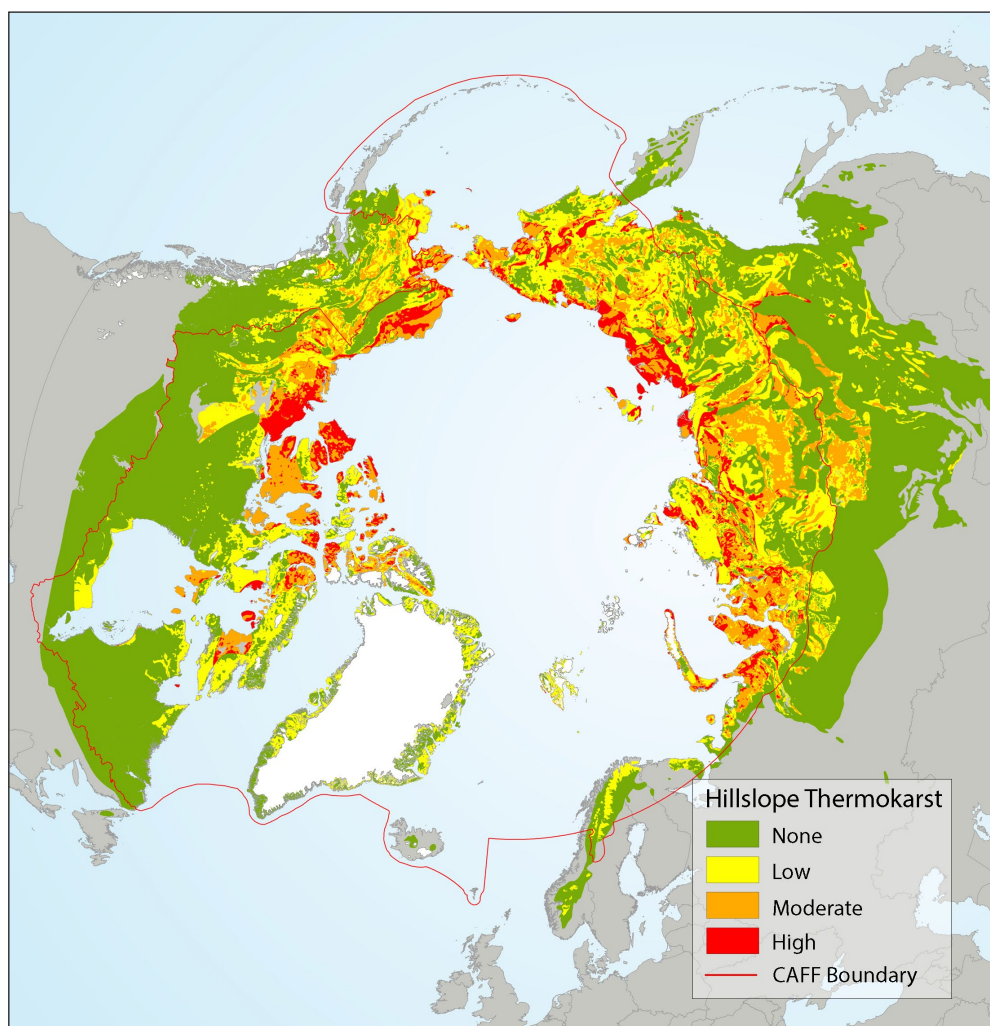 Hillslope Thermokarst
None
Low
Moderate
High
CAFF Boundary